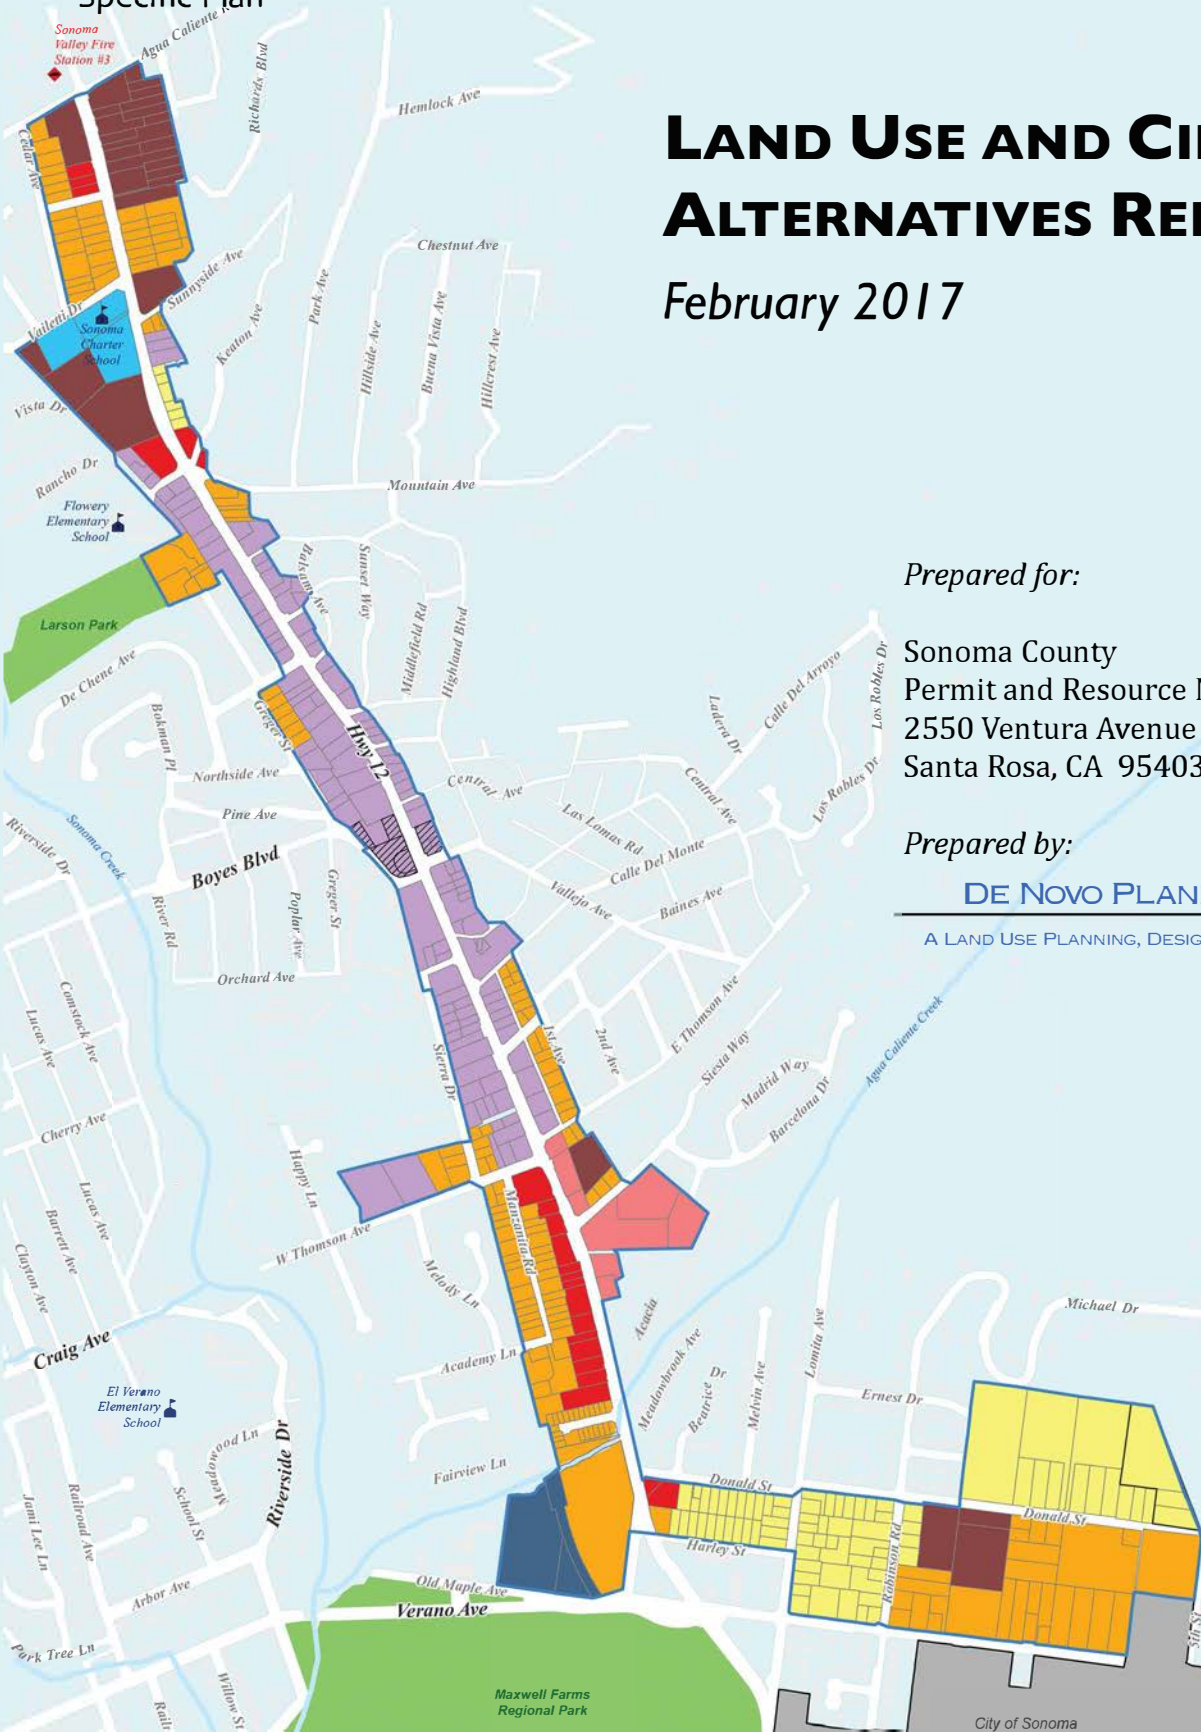 Specific Plan
LAND USE AND CI
ALTERNATIVES RE
February 2017
Prepared for:
Sonoma County
Permit and Resource
2550 Ventura Avenue
Santa Rosa, CA 95403
Prepared by:
DE NOVO PLAN
A LAND USE PLANNING, DESIG
Sonoma
Valley Fire
Station #3
Agua Caliente
Richards Blvd
Hemlock Ave
Cedar Ave
Chestnut Ave
Sunnyside Ave
Park Ave
Keaton Ave
Hillside Ave
Buena Vista Ave
Hillcrest Ave
Vailetti Dr
Sonoma
Charter
School
Vista Dr
Rancho Dr
Mountain Ave
Flowery
Elementary
School
Balsam Ave
Sunset Way
Middlefield Rd
Highland Blvd
Larson Park
De Chene Ave
Bokman Pl
Greger St
Hwy 12
Northside Ave
Pine Ave
Central Ave
Ladera Dr
Calle Del Arroyo
Los Robles Dr
Central Ave
Los Robles Dr
Las Lomas Rd
Calle Del Monte
Vallejo Ave
Baines Ave
Riverside Dr
Sonoma Creek
Boyes Blvd
River Rd
Poplar Ave
Greger St
Orchard Ave
Comstock Ave
Lucas Ave
Sierra Dr
1st Ave
2nd Ave
E Thomson Ave
Siesta Way
Madrid Way
Barcelona Dr
Agua Caliente Creek
Cherry Ave
Happy Ln
Lucas Ave
Barrett Ave
Clayton Ave
W Thomson Ave
Manzanita Rd
Melody Ln
Craig Ave
Academy Ln
Acacia
Meadowbrook Ave
Beatrice Dr
Melvin Ave
Lomita Ave
Michael Dr
Ernest Dr
El Verano
Elementary
School
Meadowood Ln
School St
Riverside Dr
Fairview Ln
Donald St
Donald St
Harley St
Robinson Rd
Railroad Ave
Jami Lee Ln
Arbor Ave
Old Maple Ave
Verano Ave
Park Tree Ln
Willow St
Railr
5th St
Maxwell Farms
Regional Park
City of Sonoma